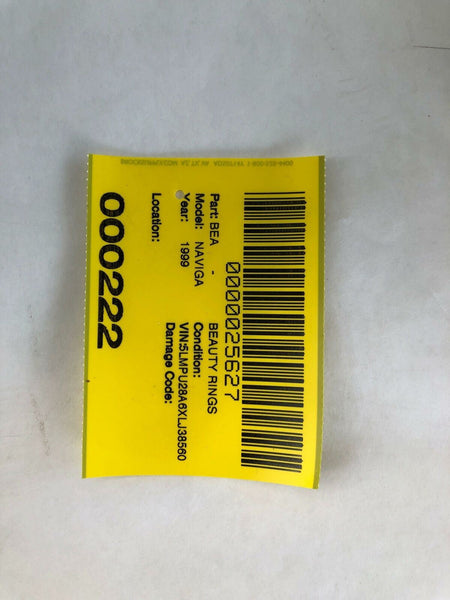 0000025627
Part: BEA - BEAUTY RINGS
Model: NAVIGA Condition:
Year: 1999 VIN:5LMPU28A6XLJ38560
Damage Code:
Location:
000222